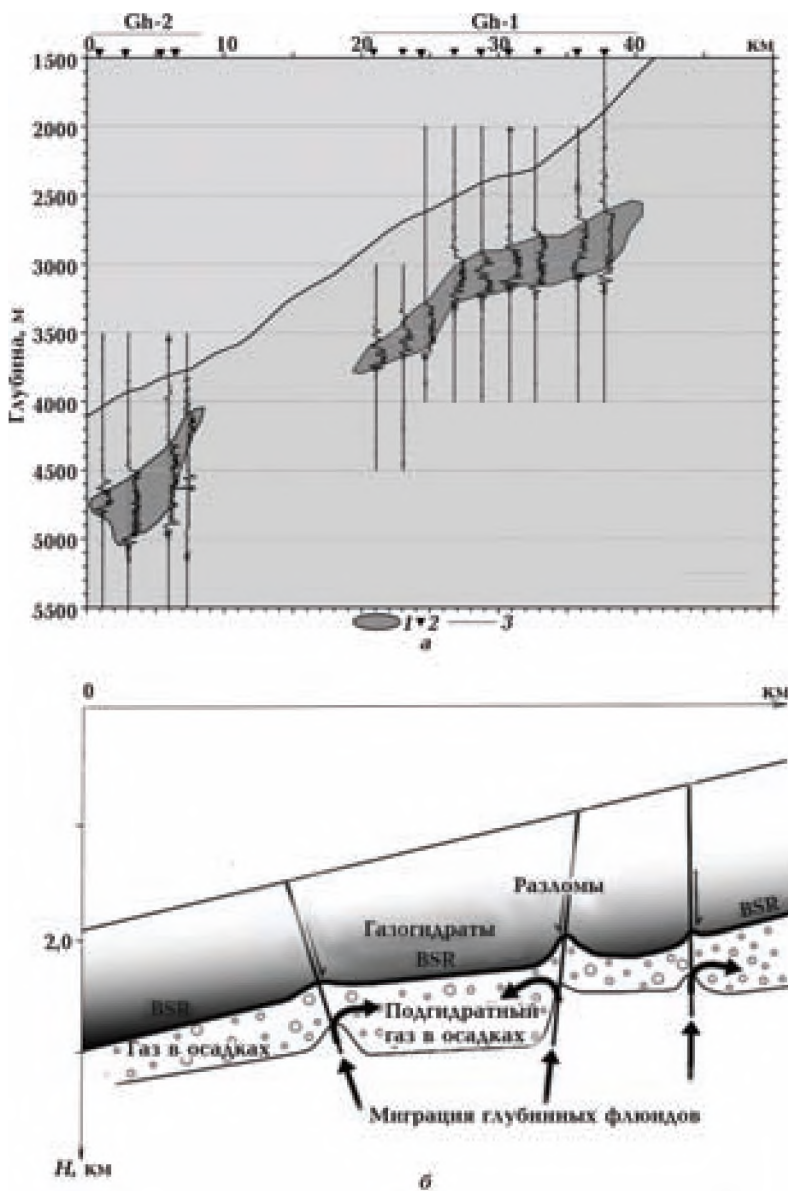 Gh-2 Gh-1
0 10 20 30 40 км
1500
2000
2500
3000
3500
4000
4500
5000
5500
Глубина, м
1 2 3
а
0 км
Разломы
Газогидраты
BSR
BSR
BSR
2,0
Подгидратный
газ в осадках
Газ в осадках
Миграция глубинных флюидов
H, км
б